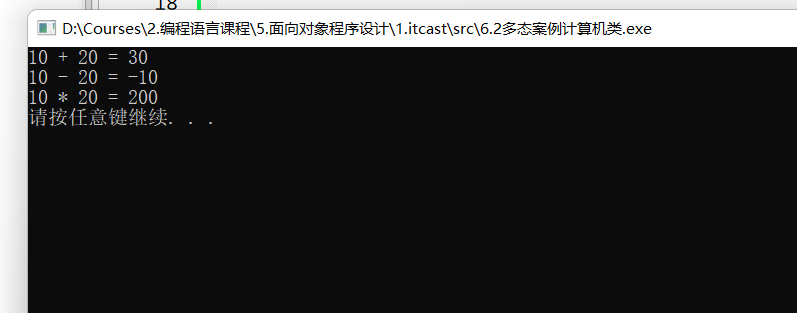 18
D:\Courses\2.编程语言课程\5.面向对象程序设计\1.itcast\src\6.2多态案例计算机类.exe
10 + 20 = 30
10 - 20 = -10
10 * 20 = 200
请按任意键继续. . .